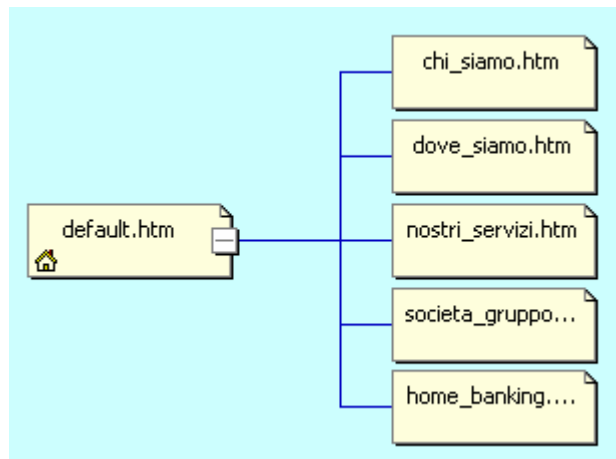 default.htm
chi_siamo.htm
dove_siamo.htm
nostri_servizi.htm
societa_gruppo...
home_banking....